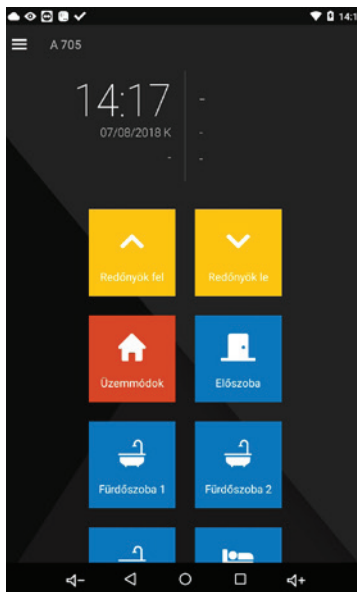 14:1
A 705
14:17
07/08/2018 K
-
-
-
-
Redőnyök fel
Redőnyök le
Üzemmódok
Előszoba
Fürdőszoba 1
Fürdőszoba 2